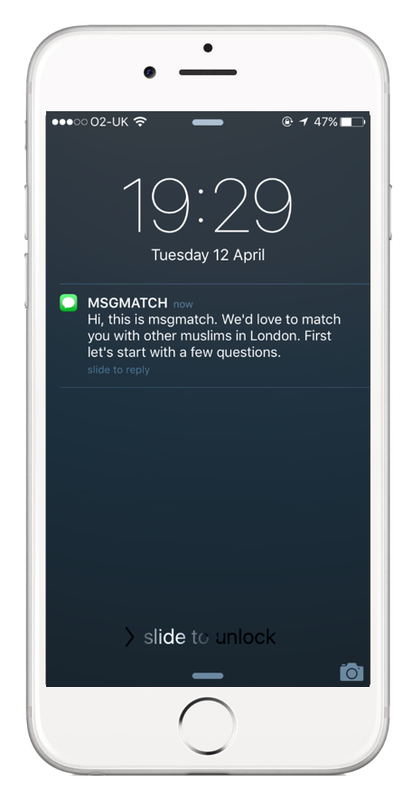 O2-UK 47%
19:29
Tuesday 12 April
MSGMATCH now
Hi, this is msgmatch. We'd love to match
you with other muslims in London. First
let's start with a few questions.
slide to reply
slide to unlock